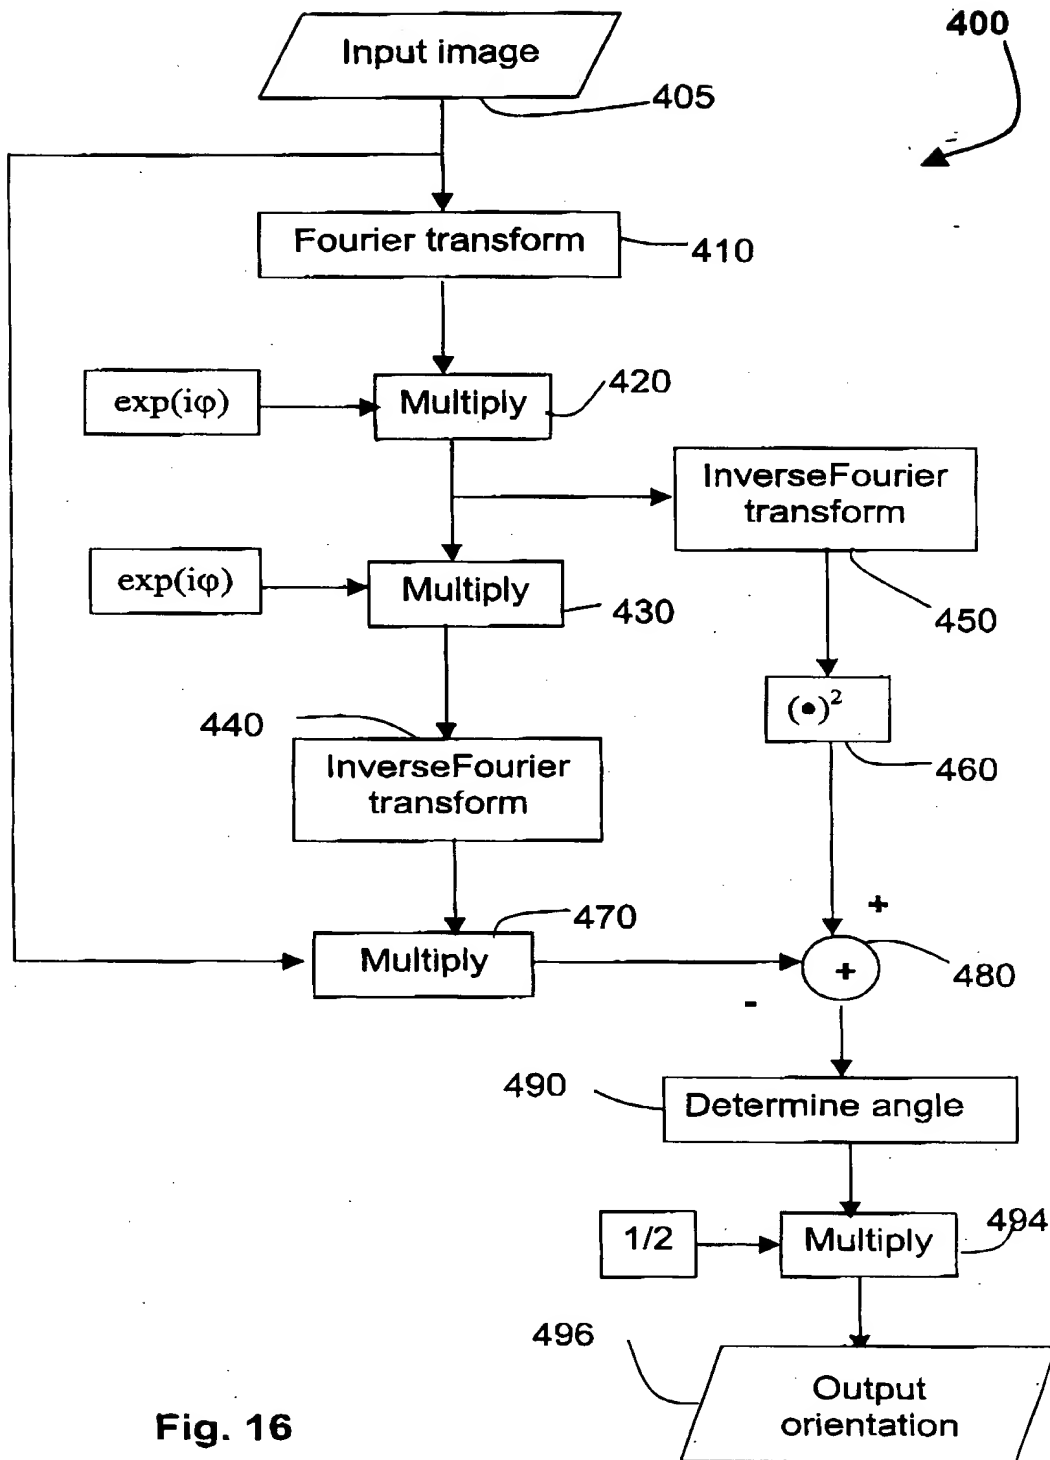 400
Input image
405
Fourier transform
410
exp(iφ)
Multiply
420
InverseFourier
transform
450
exp(iφ)
Multiply
430
(•)²
460
440
InverseFourier
transform
+
470
Multiply
+
480
-
490
Determine angle
1/2
Multiply
494
496
Output
orientation
Fig. 16